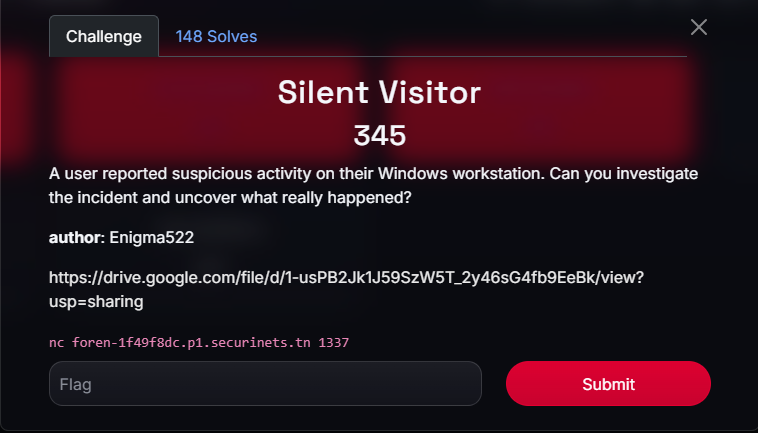 Challenge
148 Solves
Silent Visitor
345
A user reported suspicious activity on their Windows workstation. Can you investigate
the incident and uncover what really happened?
author: Enigma522
https://drive.google.com/file/d/1-usPB2Jk1J59SzW5T_2y46sG4fb9EeBk/view?
usp=sharing
nc foren-1f49f8dc.p1.securinets.tn 1337
Flag
Submit